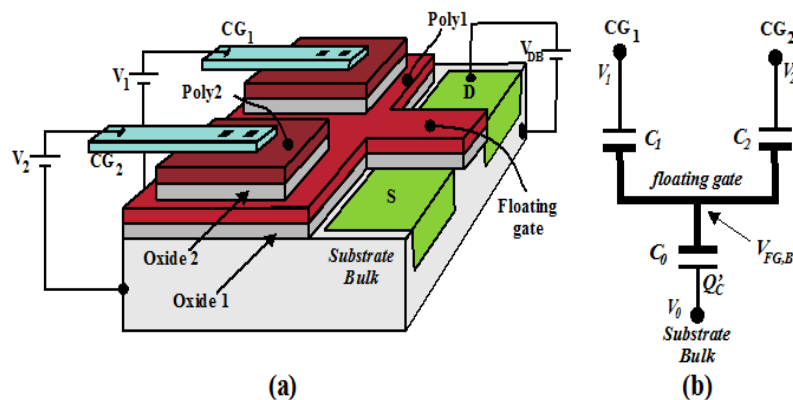 CG1
Poly1
VDB
V1
Poly2
D
V2
CG2
S
Floating gate
Oxide 2
Substrate Bulk
Oxide 1
(a)
CG1
CG2
V1
C1
C2
floating gate
C0
VFG,B
Q'C
V0
Substrate Bulk
(b)